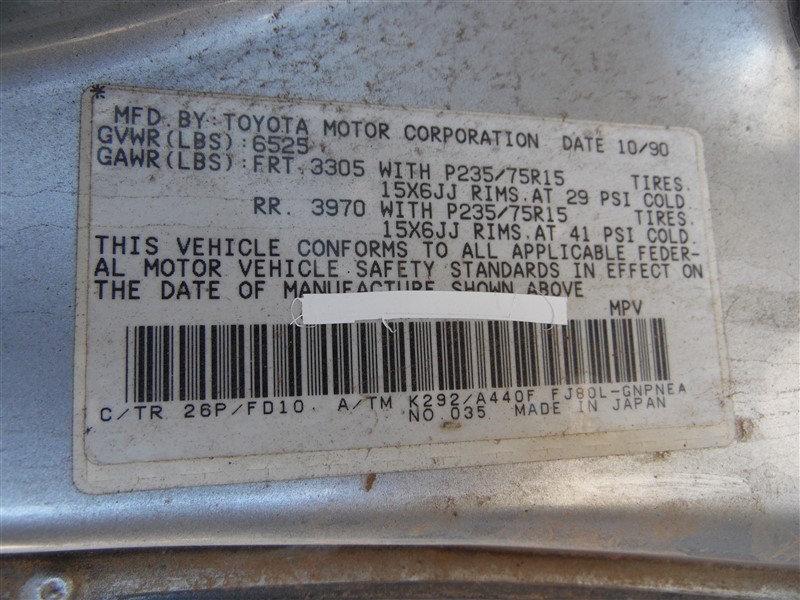 *
MFD BY: TOYOTA MOTOR CORPORATION DATE 10/90
GVWR(LBS): 6525
GAWR(LBS): FRT. 3305 WITH P235/75R15 TIRES.
15X6JJ RIMS. AT 29 PSI COLD.
RR. 3970 WITH P235/75R15 TIRES.
15X6JJ RIMS. AT 41 PSI COLD.
THIS VEHICLE CONFORMS TO ALL APPLICABLE FEDER-
AL MOTOR VEHICLE SAFETY STANDARDS IN EFFECT ON
THE DATE OF MANUFACTURE SHOWN ABOVE
MPV
C/TR 26P/FD10. A/TM K292/A440F FJ80L-GNPNEA
NO.035 MADE IN JAPAN